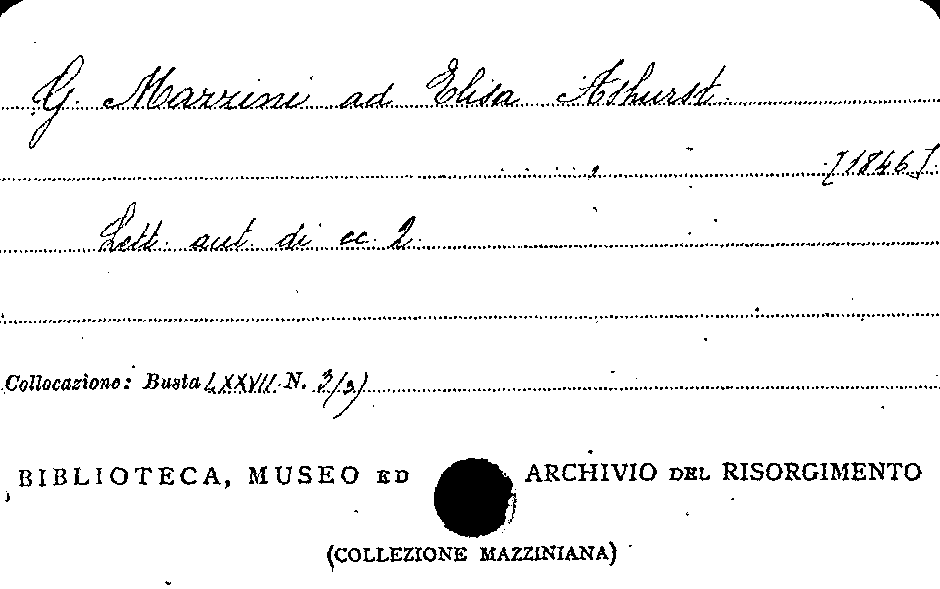 G. Mazzini ad Elisa Ashurst.
[1846]
Lett. aut. di cc. 2.
Collocazione: Busta LXXVII N. 3/2)
BIBLIOTECA, MUSEO ED ARCHIVIO DEL RISORGIMENTO
(COLLEZIONE MAZZINIANA)